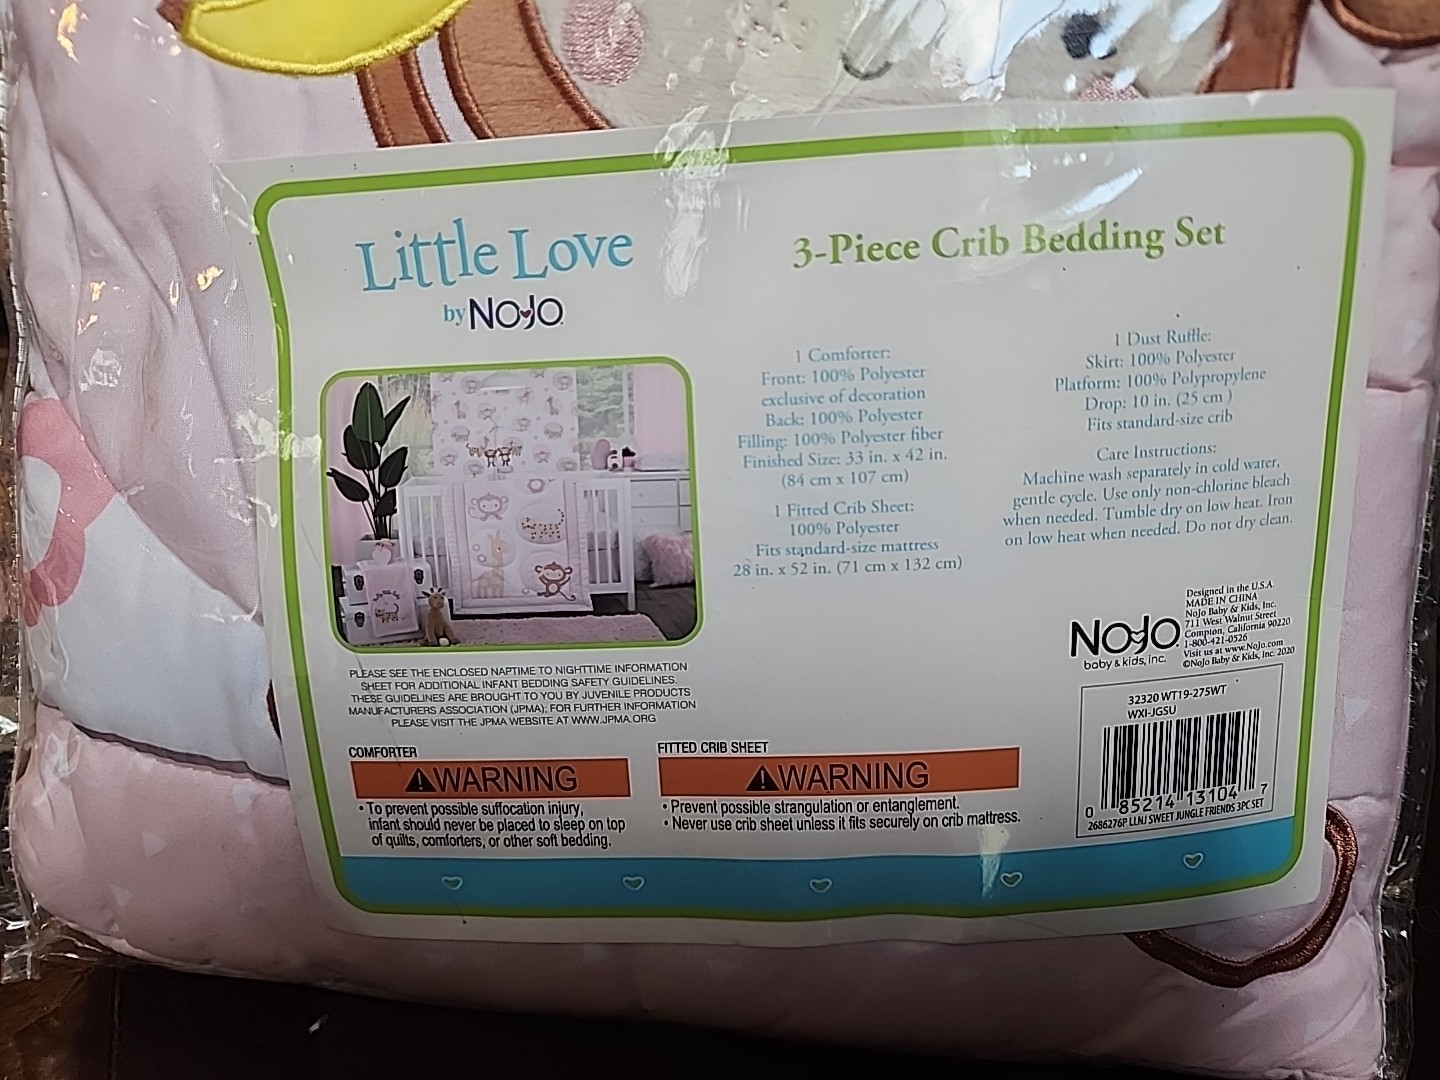 Little Love
by NoJo
3-Piece Crib Bedding Set
1 Comforter:
Front: 100% Polyester
exclusive of decoration
Back: 100% Polyester
Filling: 100% Polyester fiber
Finished Size: 33 in. x 42 in.
(84 cm x 107 cm)
1 Fitted Crib Sheet:
100% Polyester
Fits standard-size mattress
28 in. x 52 in. (71 cm x 132 cm)
1 Dust Ruffle:
Skirt: 100% Polyester
Platform: 100% Polypropylene
Drop: 10 in. (25 cm )
Fits standard-size crib
Care Instructions:
Machine wash separately in cold water,
gentle cycle. Use only non-chlorine bleach
when needed. Tumble dry on low heat. Iron
on low heat when needed. Do not dry clean.
PLEASE SEE THE ENCLOSED NAPTIME TO NIGHTTIME INFORMATION
SHEET FOR ADDITIONAL INFANT BEDDING SAFETY GUIDELINES.
THESE GUIDELINES ARE BROUGHT TO YOU BY JUVENILE PRODUCTS
MANUFACTURERS ASSOCIATION (JPMA); FOR FURTHER INFORMATION
PLEASE VISIT THE JPMA WEBSITE AT WWW.JPMA.ORG
COMFORTER
⚠WARNING
• To prevent possible suffocation injury,
infant should never be placed to sleep on top
of quilts, comforters, or other soft bedding.
FITTED CRIB SHEET
⚠WARNING
• Prevent possible strangulation or entanglement.
• Never use crib sheet unless it fits securely on crib mattress.
NoJo
baby & kids, inc.
Designed in the U.S.A.
MADE IN CHINA
NoJo Baby & Kids, Inc.
711 West Walnut Street
Compton, California 90220
1-800-421-0526
Visit us at www.NoJo.com
©NoJo Baby & Kids, Inc. 2020
32320 WT19-275WT
WXI-JGSU
0 85214 13104 7
2686276P LLNJ SWEET JUNGLE FRIENDS 3PC SET